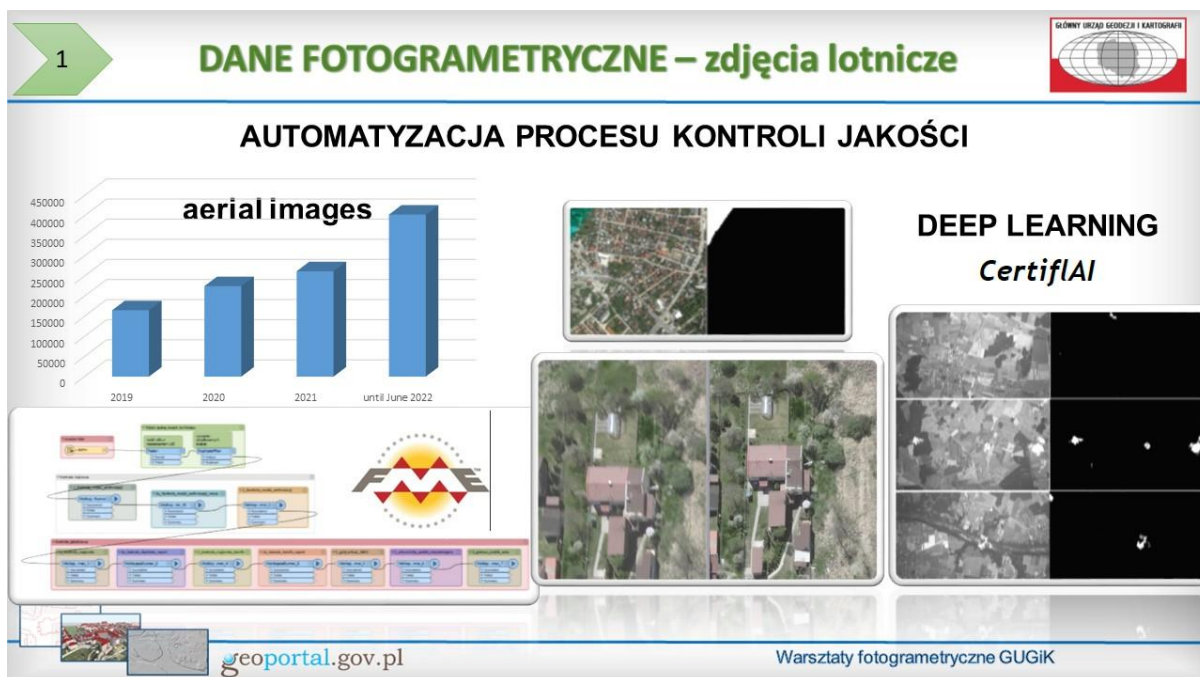 1
DANE FOTOGRAMETRYCZNE – zdjęcia lotnicze
GŁÓWNY URZĄD GEODEZJI I KARTOGRAFII
AUTOMATYZACJA PROCESU KONTROLI JAKOŚCI
aerial images
450000
400000
350000
300000
250000
200000
150000
100000
50000
0
2019
2020
2021
until June 2022
DEEP LEARNING
CertiflAI
FME
geoportal.gov.pl
Warsztaty fotogrametryczne GUGiK